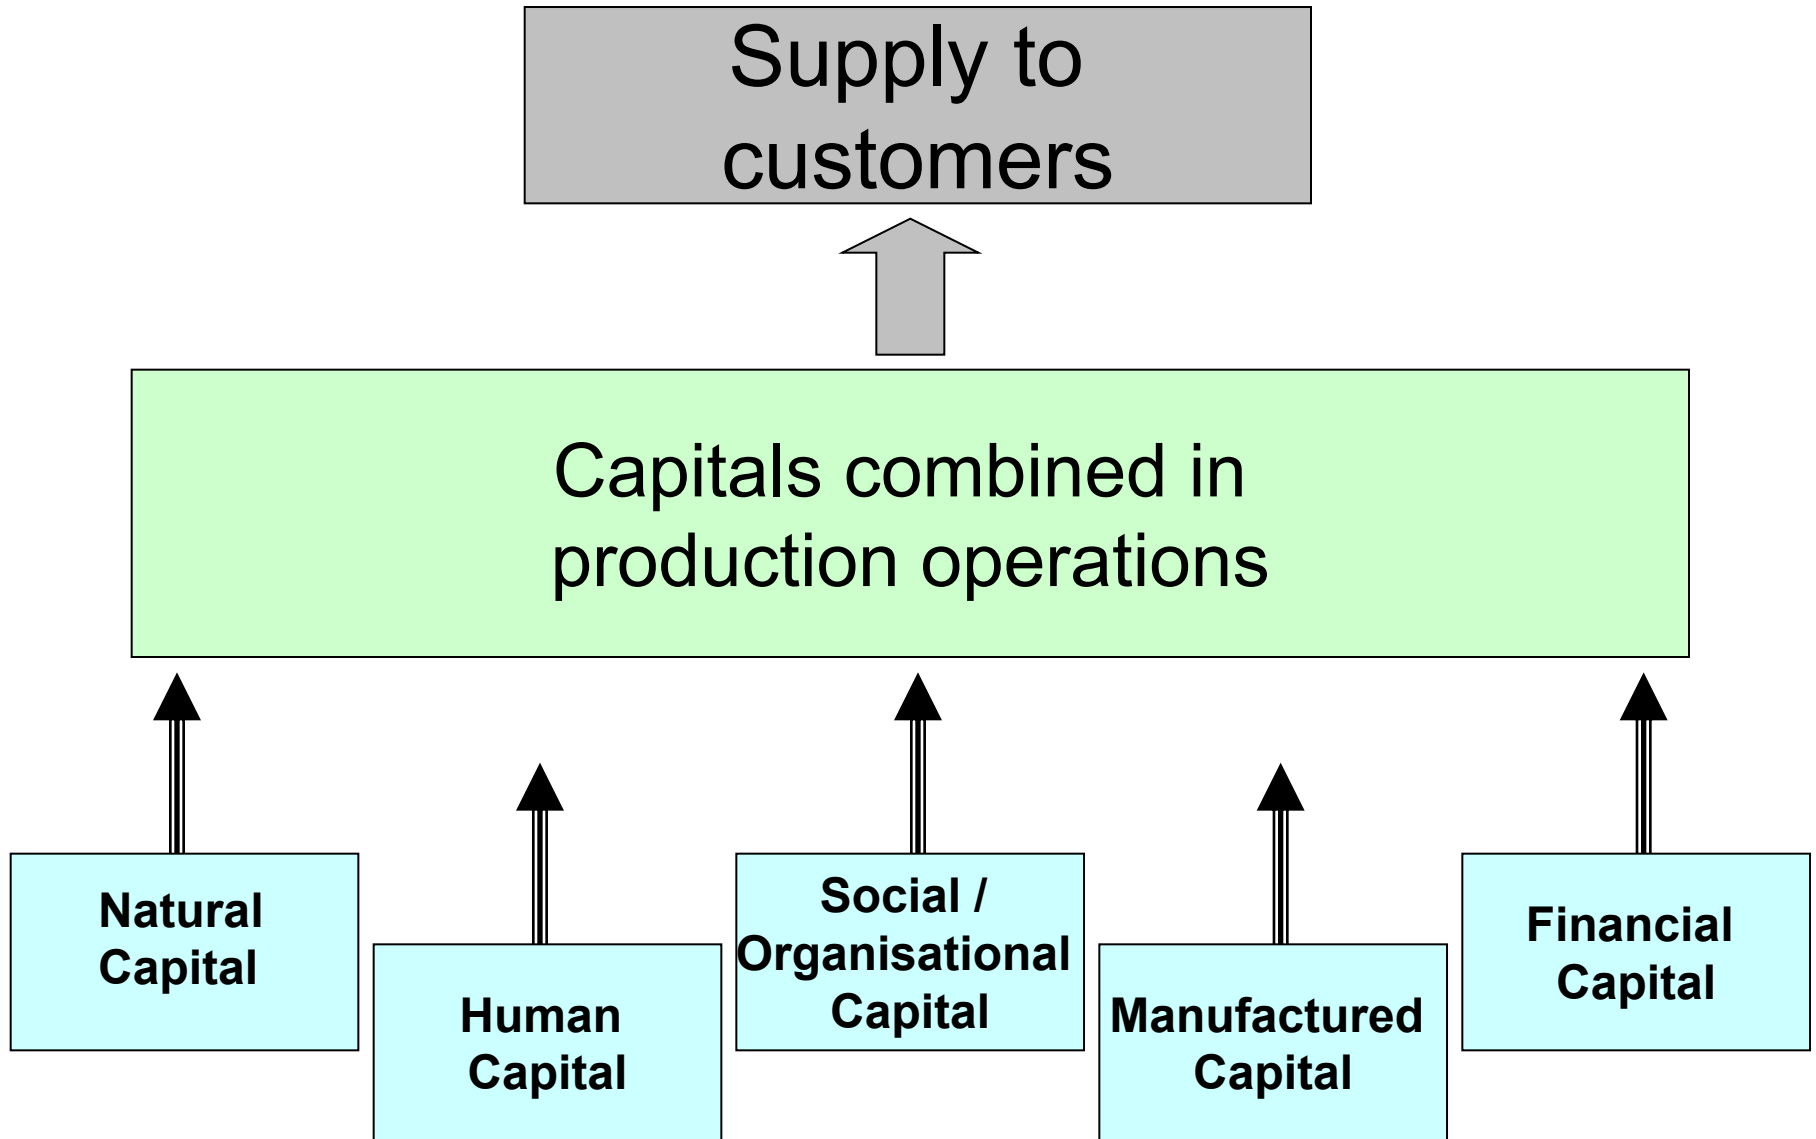 Supply to
customers
Capitals combined in
production operations
Natural
Capital
Human
Capital
Social /
Organisational
Capital
Manufactured
Capital
Financial
Capital